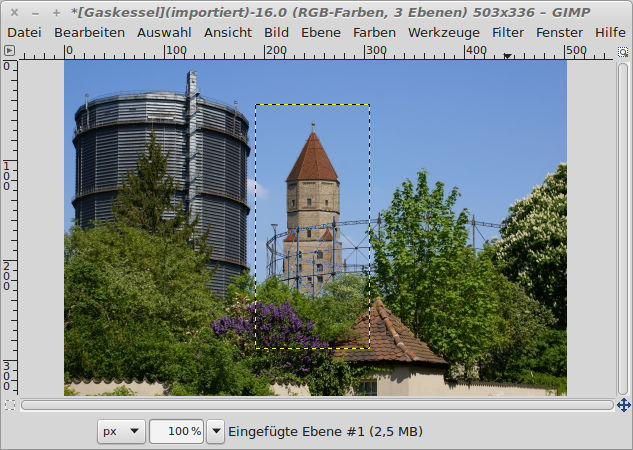 *[Gaskessel](importiert)-16.0 (RGB-Farben, 3 Ebenen) 503x336 – GIMP
Datei Bearbeiten Auswahl Ansicht Bild Ebene Farben Werkzeuge Filter Fenster Hilfe
0 100 200 300 400 500
0
100
200
300
px 100 % Eingefügte Ebene #1 (2,5 MB)